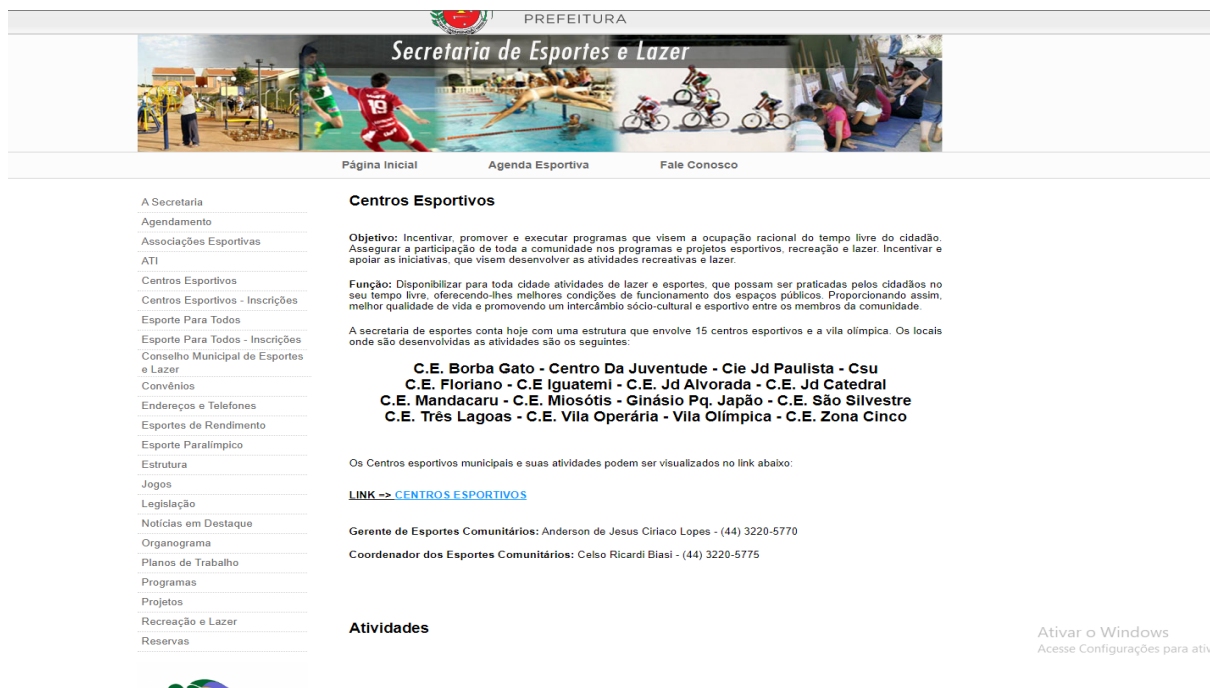 PREFEITURA
Secretaria de Esportes e Lazer
19
Página Inicial
Agenda Esportiva
Fale Conosco
A Secretaria
Agendamento
Associações Esportivas
ATI
Centros Esportivos
Centros Esportivos - Inscrições
Esporte Para Todos
Esporte Para Todos - Inscrições
Conselho Municipal de Esportes
e Lazer
Convênios
Endereços e Telefones
Esportes de Rendimento
Esporte Paralímpico
Estrutura
Jogos
Legislação
Notícias em Destaque
Organograma
Planos de Trabalho
Programas
Projetos
Recreação e Lazer
Reservas
Centros Esportivos
Objetivo: Incentivar, promover e executar programas que visem a ocupação racional do tempo livre do cidadão.
Assegurar a participação de toda a comunidade nos programas e projetos esportivos, recreação e lazer. Incentivar e
apoiar as iniciativas, que visem desenvolver as atividades recreativas e lazer.
Função: Disponibilizar para toda cidade atividades de lazer e esportes, que possam ser praticadas pelos cidadãos no
seu tempo livre, oferecendo-lhes melhores condições de funcionamento dos espaços públicos. Proporcionando assim,
melhor qualidade de vida e promovendo um intercâmbio sócio-cultural e esportivo entre os membros da comunidade.
A secretaria de esportes conta hoje com uma estrutura que envolve 15 centros esportivos e a vila olímpica. Os locais
onde são desenvolvidas as atividades são os seguintes:
C.E. Borba Gato - Centro Da Juventude - Cie Jd Paulista - Csu
C.E. Floriano - C.E Iguatemi - C.E. Jd Alvorada - C.E. Jd Catedral
C.E. Mandacaru - C.E. Miosótis - Ginásio Pq. Japão - C.E. São Silvestre
C.E. Três Lagoas - C.E. Vila Operária - Vila Olímpica - C.E. Zona Cinco
Os Centros esportivos municipais e suas atividades podem ser visualizados no link abaixo:
LINK => CENTROS ESPORTIVOS
Gerente de Esportes Comunitários: Anderson de Jesus Ciriaco Lopes - (44) 3220-5770
Coordenador dos Esportes Comunitários: Celso Ricardi Biasi - (44) 3220-5775
Atividades
Ativar o Windows
Acesse Configurações para ativ